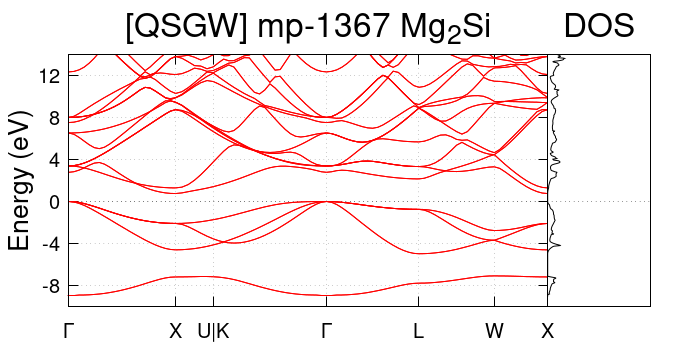 [QSGW] mp-1367 Mg₂Si DOS
Energy (eV)
12
8
4
0
-4
-8
Γ X U|K Γ L W X